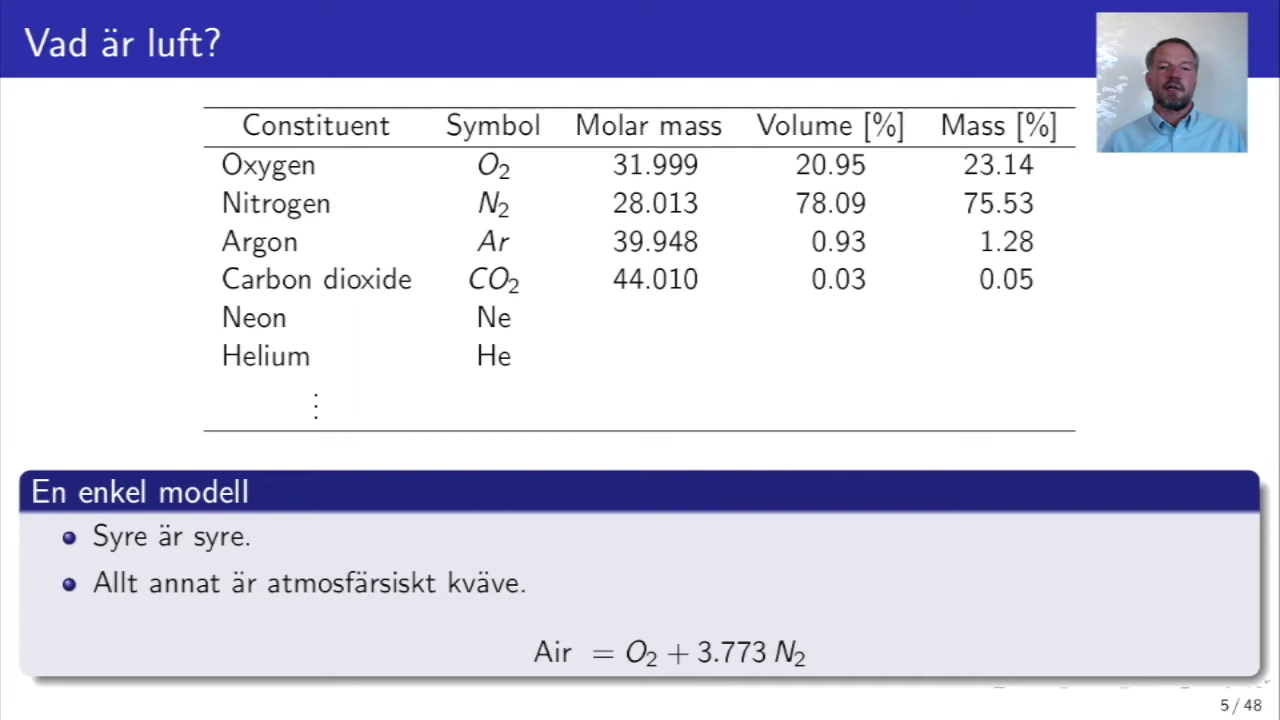 Vad är luft?
Constituent Symbol Molar mass Volume [%] Mass [%]
Oxygen O₂ 31.999 20.95 23.14
Nitrogen N₂ 28.013 78.09 75.53
Argon Ar 39.948 0.93 1.28
Carbon dioxide CO₂ 44.010 0.03 0.05
Neon Ne
Helium He
⋮
En enkel modell
Syre är syre.
Allt annat är atmosfärsiskt kväve.
Air = O₂ + 3.773 N₂
5 / 48